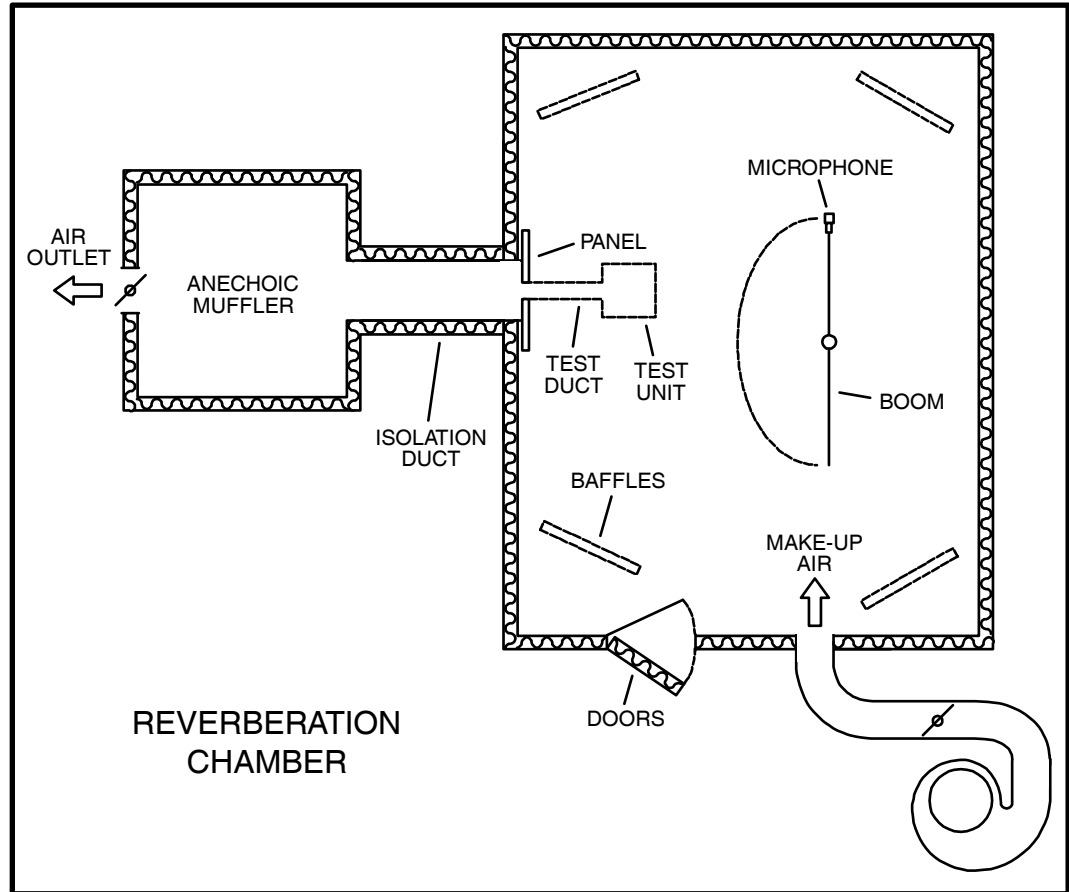 MICROPHONE
AIR
OUTLET
ANECHOIC
MUFFLER
PANEL
TEST
DUCT
TEST
UNIT
BOOM
ISOLATION
DUCT
BAFFLES
MAKE-UP
AIR
DOORS
REVERBERATION
CHAMBER